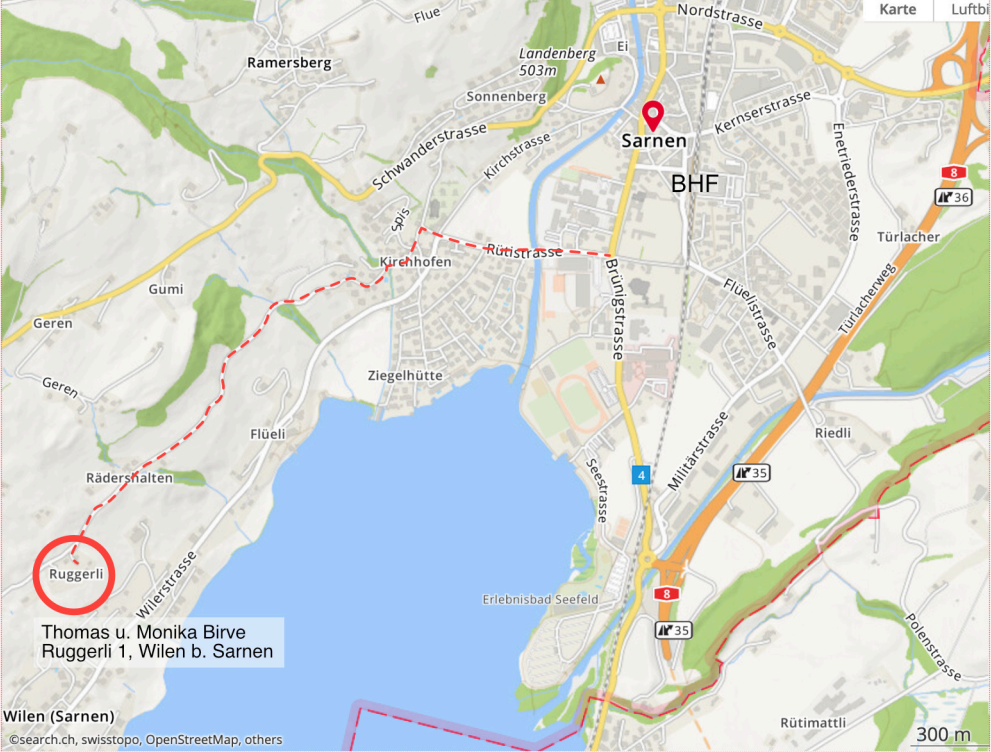 Flue
Nordstrasse
Karte
Luftbi
Landenberg
503m
Ei
Ramersberg
Sonnenberg
Schwanderstrasse
Kirchstrasse
Sarnen
Kernserstrasse
BHF
Enetriederstrasse
8
36
Spis
Kirchhofen
Rütistrasse
Türlacher
Gumi
Brünigstrasse
Flüelistrasse
Türlacherweg
Geren
Geren
Ziegelhütte
Flüeli
Riedli
Rädershalten
Seestrasse
4
Militärstrasse
35
Ruggerli
Wilerstrasse
Erlebnisbad Seefeld
8
35
Polenstrasse
Thomas u. Monika Birve
Ruggerli 1, Wilen b. Sarnen
Wilen (Sarnen)
Rütimattli
©search.ch, swisstopo, OpenStreetMap, others
300 m